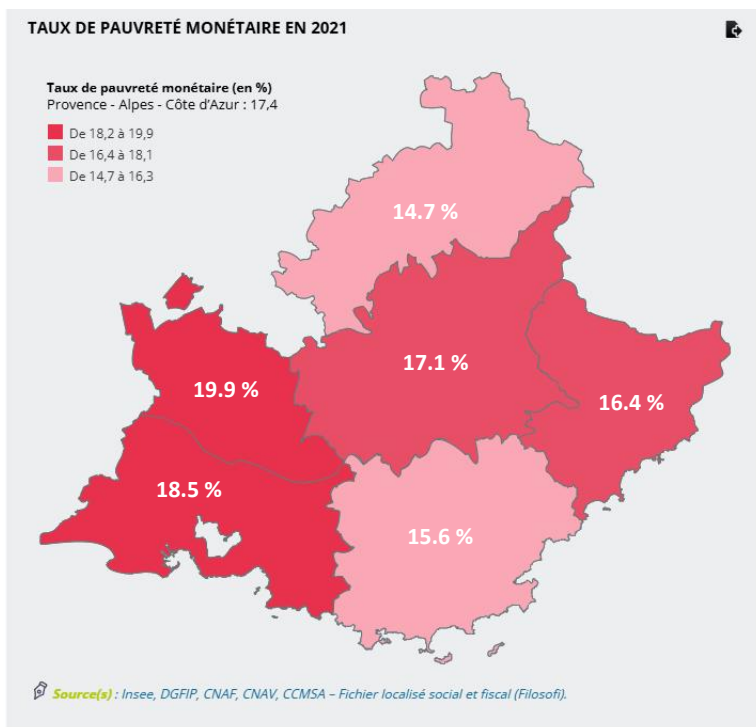 TAUX DE PAUVRETÉ MONÉTAIRE EN 2021
Taux de pauvreté monétaire (en %)
Provence - Alpes - Côte d'Azur : 17,4
De 18,2 à 19,9
De 16,4 à 18,1
De 14,7 à 16,3
14.7 %
17.1 %
19.9 %
16.4 %
18.5 %
15.6 %
Source(s) : Insee, DGFIP, CNAF, CNAV, CCMSA – Fichier localisé social et fiscal (Filosofi).